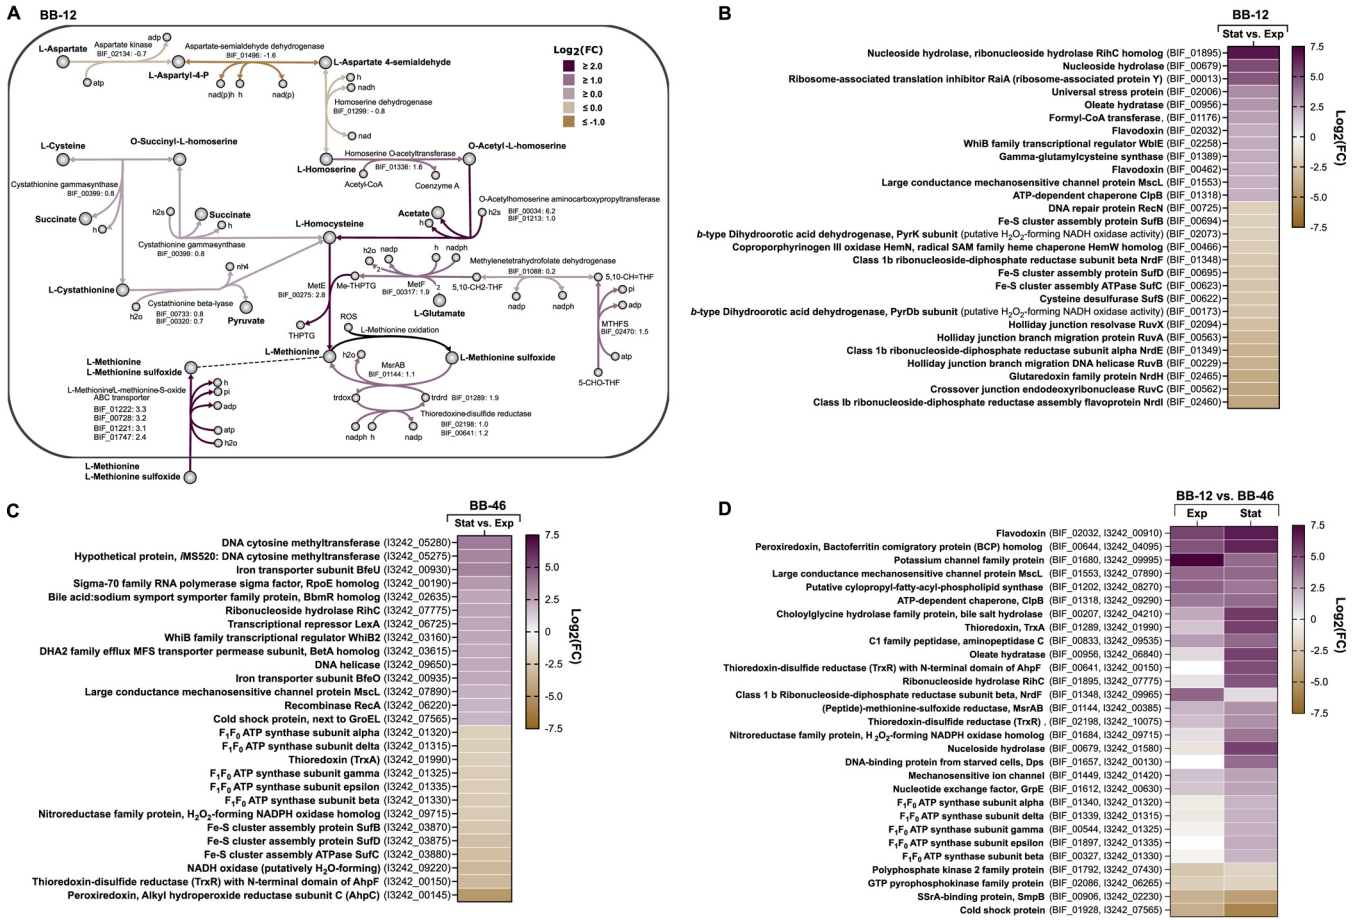 A
BB-12
L-Aspartate
Aspartate kinase
BIF_02134: -0.7
adp
atp
L-Aspartyl-4-P
Aspartate-semialdehyde dehydrogenase
BIF_01496: -1.6
nad(p)h
h
nad(p)
L-Aspartate 4-semialdehyde
h
nadh
Homoserine dehydrogenase
BIF_01299: - 0.8
nad
Log2(FC)
≥ 2.0
≥ 1.0
≥ 0.0
≤ 0.0
≤ -1.0
L-Cysteine
O-Succinyl-L-homoserine
L-Homoserine
Homoserine O-acetyltransferase
BIF_01336: 1.6
Acetyl-CoA
Coenzyme A
O-Acetyl-L-homoserine
Cystathionine gammasynthase
BIF_00399: 0.8
Succinate
h
h2s
Succinate
h
Cystathionine gammasynthase
BIF_00399: 0.8
L-Homocysteine
Acetate
h
h2s
O-Acetylhomoserine aminocarboxypropyltransferase
BIF_00034: 6.2
BIF_01213: 1.0
L-Cystathionine
nh4
h2o
Cystathionine beta-lyase
BIF_00733: 0.8
BIF_00320: 0.7
Pyruvate
MetE
BIF_00275: 2.8
THPTG
h2o
nadp
h
nadph
2
Me-THPTG
MetF
BIF_00317: 1.9
2
L-Glutamate
5,10-CH2-THF
Methylenetetrahydrofolate dehydrogenase
BIF_01088: 0.2
nadp
nadph
5,10-CH=THF
pi
adp
MTHFS
BIF_02470: 1.5
atp
5-CHO-THF
ROS
L-Methionine oxidation
L-Methionine
L-Methionine sulfoxide
h2o
MsrAB
BIF_01144: 1.1
trdox
trdrd
BIF_01289: 1.9
Thioredoxine-disulfide reductase
BIF_02198: 1.0
BIF_00641: 1.2
nadph
h
nadp
L-Methionine
L-Methionine sulfoxide
L-Methionine/L-methionine-S-oxide
ABC transporter
BIF_01222: 3.3
BIF_00728: 3.2
BIF_01221: 3.1
BIF_01747: 2.4
h
pi
adp
atp
h2o
L-Methionine
L-Methionine sulfoxide
B
BB-12
Stat vs. Exp
Nucleoside hydrolase, ribonucleoside hydrolase RihC homolog (BIF_01895)
Nucleoside hydrolase (BIF_00679)
Ribosome-associated translation inhibitor RaiA (ribosome-associated protein Y) (BIF_00013)
Universal stress protein (BIF_02006)
Oleate hydratase (BIF_00956)
Formyl-CoA transferase, (BIF_01176)
Flavodoxin (BIF_02032)
WhiB family transcriptional regulator WblE (BIF_02258)
Gamma-glutamylcysteine synthase (BIF_01389)
Flavodoxin (BIF_00462)
Large conductance mechanosensitive channel protein MscL (BIF_01553)
ATP-dependent chaperone ClpB (BIF_01318)
DNA repair protein RecN (BIF_00725)
Fe-S cluster assembly protein SufB (BIF_00694)
b-type Dihydroorotic acid dehydrogenase, PyrK subunit (putative H2O2-forming NADH oxidase activity) (BIF_02073)
Coproporphyrinogen III oxidase HemN, radical SAM family heme chaperone HemW homolog (BIF_00466)
Class 1b ribonucleoside-diphosphate reductase subunit beta NrdF (BIF_01348)
Fe-S cluster assembly protein SufD (BIF_00695)
Fe-S cluster assembly ATPase SufC (BIF_00623)
Cysteine desulfurase SufS (BIF_00622)
b-type Dihydroorotic acid dehydrogenase, PyrDb subunit (putative H2O2-forming NADH oxidase activity) (BIF_00173)
Holliday junction resolvase RuvX (BIF_02094)
Holliday junction branch migration protein RuvA (BIF_00563)
Class 1b ribonucleoside-diphosphate reductase subunit alpha NrdE (BIF_01349)
Holliday junction branch migration DNA helicase RuvB (BIF_00229)
Glutaredoxin family protein NrdH (BIF_02465)
Crossover junction endodeoxyribonuclease RuvC (BIF_00562)
Class Ib ribonucleoside-diphosphate reductase assembly flavoprotein NrdI (BIF_02460)
7.5
5.0
2.5
0.0
-2.5
-5.0
-7.5
Log2(FC)
C
BB-46
Stat vs. Exp
DNA cytosine methyltransferase (I3242_05280)
Hypothetical protein, /MS520: DNA cytosine methyltransferase (I3242_05275)
Iron transporter subunit BfeU (I3242_00930)
Sigma-70 family RNA polymerase sigma factor, RpoE homolog (I3242_00190)
Bile acid:sodium symport symporter family protein, BbmR homolog (I3242_02635)
Ribonucleoside hydrolase RihC (I3242_07775)
Transcriptional repressor LexA (I3242_06725)
WhiB family transcriptional regulator WhiB2 (I3242_03160)
DHA2 family efflux MFS transporter permease subunit, BetA homolog (I3242_03615)
DNA helicase (I3242_09650)
Iron transporter subunit BfeO (I3242_00935)
Large conductance mechanosensitive channel protein MscL (I3242_07890)
Recombinase RecA (I3242_06220)
Cold shock protein, next to GroEL (I3242_07565)
F1F0 ATP synthase subunit alpha (I3242_01320)
F1F0 ATP synthase subunit delta (I3242_01315)
Thioredoxin (TrxA) (I3242_01990)
F1F0 ATP synthase subunit gamma (I3242_01325)
F1F0 ATP synthase subunit epsilon (I3242_01335)
F1F0 ATP synthase subunit beta (I3242_01330)
Nitroreductase family protein, H2O2-forming NADPH oxidase homolog (I3242_09715)
Fe-S cluster assembly protein SufB (I3242_03870)
Fe-S cluster assembly protein SufD (I3242_03875)
Fe-S cluster assembly ATPase SufC (I3242_03880)
NADH oxidase (putatively H2O-forming) (I3242_09220)
Thioredoxin-disulfide reductase (TrxR) with N-terminal domain of AhpF (I3242_00150)
Peroxiredoxin, Alkyl hydroperoxide reductase subunit C (AhpC) (I3242_00145)
7.5
5.0
2.5
0.0
-2.5
-5.0
-7.5
Log2(FC)
D
BB-12 vs. BB-46
Exp Stat
Flavodoxin (BIF_02032, I3242_00910)
Peroxiredoxin, Bactoferritin comigratory protein (BCP) homolog (BIF_00644, I3242_04095)
Potassium channel family protein (BIF_01680, I3242_09995)
Large conductance mechanosensitive channel protein MscL (BIF_01553, I3242_07890)
Putative cylopropyl-fatty-acyl-phospholipid synthase (BIF_01202, I3242_08270)
ATP-dependent chaperone, ClpB (BIF_01318, I3242_09290)
Choloylglycine hydrolase family protein, bile salt hydrolase (BIF_00207, I3242_04210)
Thioredoxin, TrxA (BIF_01289, I3242_01990)
C1 family peptidase, aminopeptidase C (BIF_00833, I3242_09535)
Oleate hydratase (BIF_00956, I3242_06840)
Thioredoxin-disulfide reductase (TrxR) with N-terminal domain of AhpF (BIF_00641, I3242_00150)
Ribonucleoside hydrolase RihC (BIF_01895, I3242_07775)
Class 1 b Ribonucleoside-diphosphate reductase subunit beta, NrdF (BIF_01348, I3242_09965)
(Peptide)-methionine-sulfoxide reductase, MsrAB (BIF_01144, I3242_00385)
Thioredoxin-disulfide reductase (TrxR) , (BIF_02198, I3242_10075)
Nitroreductase family protein, H2O2-forming NADPH oxidase homolog (BIF_01684, I3242_09715)
Nuceloside hydrolase (BIF_00679, I3242_01580)
DNA-binding protein from starved cells, Dps (BIF_01657, I3242_00130)
Mechanosensitive ion channel (BIF_01449, I3242_01420)
Nucleotide exchange factor, GrpE (BIF_01612, I3242_00630)
F1F0 ATP synthase subunit alpha (BIF_01340, I3242_01320)
F1F0 ATP synthase subunit delta (BIF_01339, I3242_01315)
F1F0 ATP synthase subunit gamma (BIF_00544, I3242_01325)
F1F0 ATP synthase subunit epsilon (BIF_01897, I3242_01335)
F1F0 ATP synthase subunit beta (BIF_00327, I3242_01330)
Polyphosphate kinase 2 family protein (BIF_01792, I3242_07430)
GTP pyrophosphokinase family protein (BIF_02086, I3242_06265)
SSrA-binding protein, SmpB (BIF_00906, I3242_02230)
Cold shock protein (BIF_01928, I3242_07565)
7.5
5.0
2.5
0.0
-2.5
-5.0
-7.5
Log2(FC)